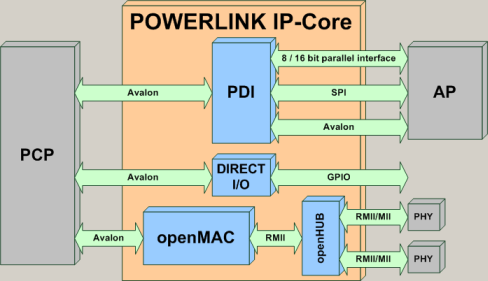 POWERLINK IP-Core
8 / 16 bit parallel interface
Avalon
PDI
SPI
AP
Avalon
PCP
Avalon
DIRECT
I/O
GPIO
Avalon
openMAC
RMII
openHUB
RMII/MII
PHY
RMII/MII
PHY